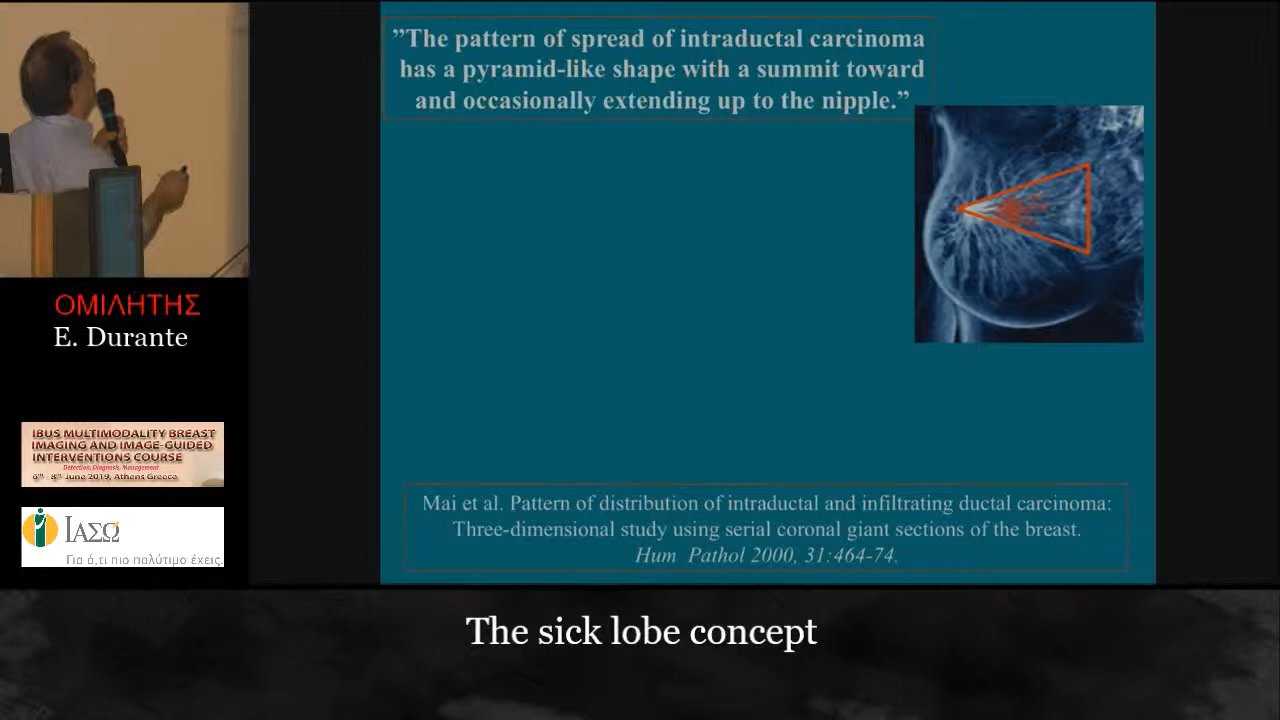 ”The pattern of spread of intraductal carcinoma
has a pyramid-like shape with a summit toward
and occasionally extending up to the nipple.”
ΟΜΙΛΗΤΗΣ
E. Durante
IBUS MULTIMODALITY BREAST
IMAGING AND IMAGE-GUIDED
INTERVENTIONS COURSE
Detection, Diagnosis, Management
6th - 8th June 2019, Athens Greece
ΙΑΣΩ
Για ό,τι πιο πολύτιμο έχεις.
Mai et al. Pattern of distribution of intraductal and infiltrating ductal carcinoma:
Three-dimensional study using serial coronal giant sections of the breast.
Hum Pathol 2000, 31:464-74.
The sick lobe concept